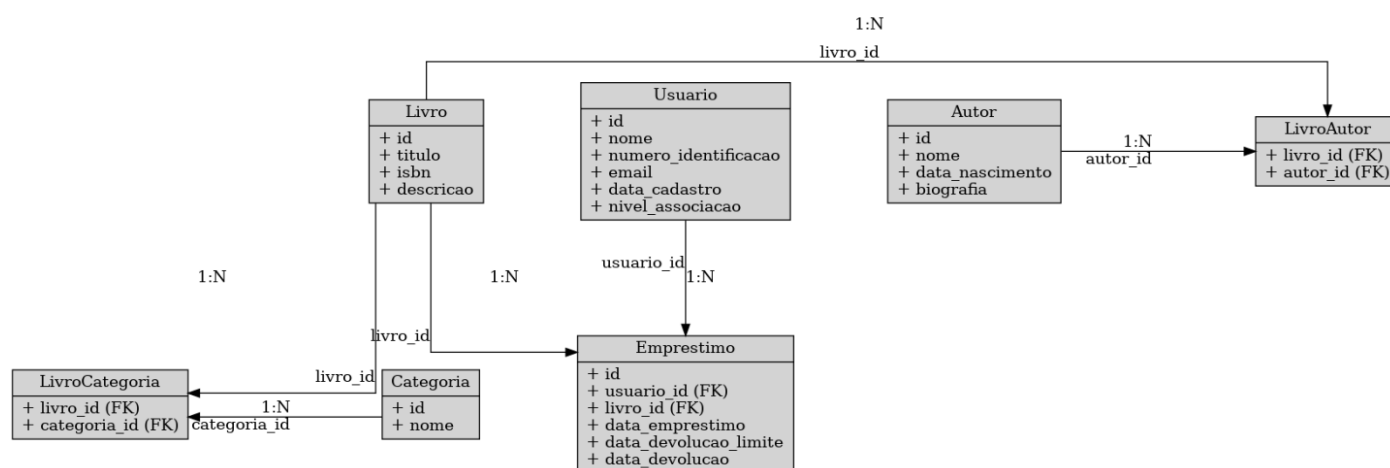 1:N
livro_id
Livro
+ id
+ titulo
+ isbn
+ descricao
Usuario
+ id
+ nome
+ numero_identificacao
+ email
+ data_cadastro
+ nivel_associacao
Autor
+ id
+ nome
+ data_nascimento
+ biografia
1:N
autor_id
LivroAutor
+ livro_id (FK)
+ autor_id (FK)
1:N
1:N
usuario_id
1:N
livro_id
livro_id
LivroCategoria
+ livro_id (FK)
+ categoria_id (FK)
1:N
categoria_id
Categoria
+ id
+ nome
Emprestimo
+ id
+ usuario_id (FK)
+ livro_id (FK)
+ data_emprestimo
+ data_devolucao_limite
+ data_devolucao